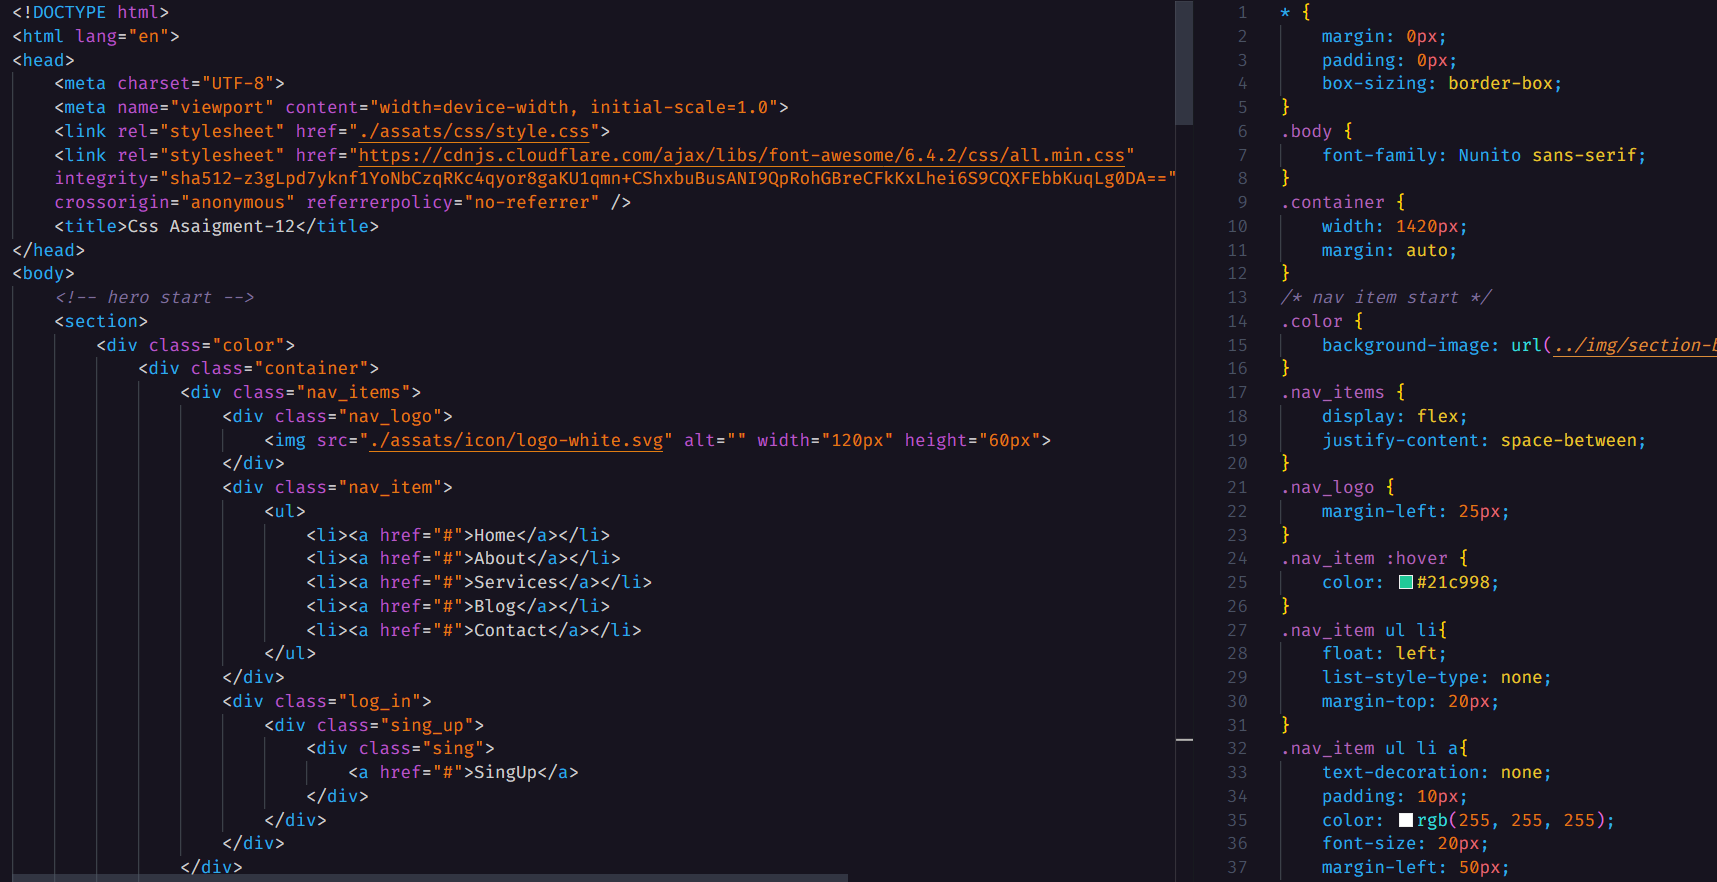 <!DOCTYPE html>
<html lang="en">
<head>
    <meta charset="UTF-8">
    <meta name="viewport" content="width=device-width, initial-scale=1.0">
    <link rel="stylesheet" href="./assats/css/style.css">
    <link rel="stylesheet" href="https://cdnjs.cloudflare.com/ajax/libs/font-awesome/6.4.2/css/all.min.css"
    integrity="sha512-z3gLpd7yknf1YoNbCzqRKc4qyor8gaKU1qmn+CShxbuBusANI9QpRohGBreCFkKxLhei6S9CQXFEbbKuqLg0DA=="
    crossorigin="anonymous" referrerpolicy="no-referrer" />
    <title>Css Asaigment-12</title>
</head>
<body>
    <!-- hero start -->
    <section>
        <div class="color">
            <div class="container">
                <div class="nav_items">
                    <div class="nav_logo">
                        <img src="./assats/icon/logo-white.svg" alt="" width="120px" height="60px">
                    </div>
                    <div class="nav_item">
                        <ul>
                            <li><a href="#">Home</a></li>
                            <li><a href="#">About</a></li>
                            <li><a href="#">Services</a></li>
                            <li><a href="#">Blog</a></li>
                            <li><a href="#">Contact</a></li>
                        </ul>
                    </div>
                    <div class="log_in">
                        <div class="sing_up">
                            <div class="sing">
                                <a href="#">SingUp</a>
                            </div>
                        </div>
                    </div>
                </div>
1 * {
2     margin: 0px;
3     padding: 0px;
4     box-sizing: border-box;
5 }
6 .body {
7     font-family: Nunito sans-serif;
8 }
9 .container {
10     width: 1420px;
11     margin: auto;
12 }
13 /* nav item start */
14 .color {
15     background-image: url(../img/section-
16 }
17 .nav_items {
18     display: flex;
19     justify-content: space-between;
20 }
21 .nav_logo {
22     margin-left: 25px;
23 }
24 .nav_item :hover {
25     color: #21c998;
26 }
27 .nav_item ul li{
28     float: left;
29     list-style-type: none;
30     margin-top: 20px;
31 }
32 .nav_item ul li a{
33     text-decoration: none;
34     padding: 10px;
35     color: rgb(255, 255, 255);
36     font-size: 20px;
37     margin-left: 50px;